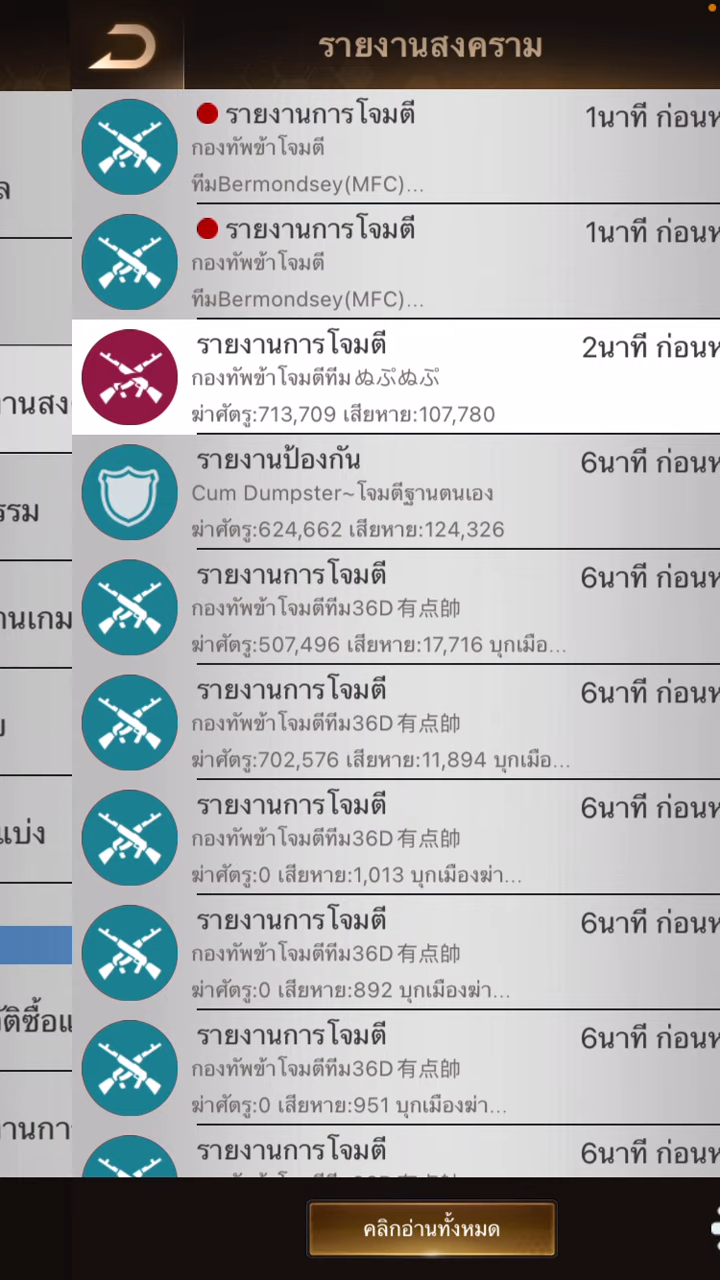 รายงานสงคราม
รายงานการโจมตี
1นาที ก่อนห
กองทัพข้าโจมตี
ทีมBermondsey(MFC)...
รายงานการโจมตี
1นาที ก่อนห
กองทัพข้าโจมตี
ทีมBermondsey(MFC)...
รายงานการโจมตี
2นาที ก่อนห
กองทัพข้าโจมตีทีมぬぷぬぷ
ฆ่าศัตรู:713,709 เสียหาย:107,780
านสง
รายงานป้องกัน
6นาที ก่อนห
Cum Dumpster~โจมตีฐานตนเอง
รรม
ฆ่าศัตรู:624,662 เสียหาย:124,326
รายงานการโจมตี
6นาที ก่อนห
กองทัพข้าโจมตีทีม36D有点帥
านเกม
ฆ่าศัตรู:507,496 เสียหาย:17,716 บุกเมือ...
รายงานการโจมตี
6นาที ก่อนห
กองทัพข้าโจมตีทีม36D有点帥
ฆ่าศัตรู:702,576 เสียหาย:11,894 บุกเมือ...
รายงานการโจมตี
6นาที ก่อนห
แบ่ง
กองทัพข้าโจมตีทีม36D有点帥
ฆ่าศัตรู:0 เสียหาย:1,013 บุกเมืองฆ่า...
รายงานการโจมตี
6นาที ก่อนห
กองทัพข้าโจมตีทีม36D有点帥
ฆ่าศัตรู:0 เสียหาย:892 บุกเมืองฆ่า...
ัติซื้อแ
รายงานการโจมตี
6นาที ก่อนห
กองทัพข้าโจมตีทีม36D有点帥
ฆ่าศัตรู:0 เสียหาย:951 บุกเมืองฆ่า...
านกา
รายงานการโจมตี
6นาที ก่อนห
คลิกอ่านทั้งหมด